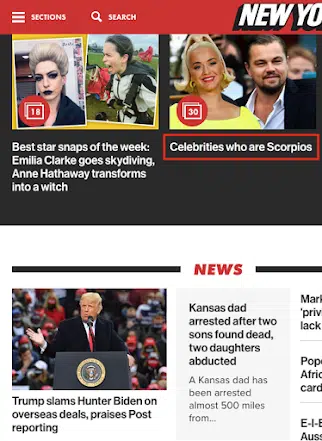 SECTIONS
SEARCH
NEW YO
18
30
Best star snaps of the week:
Emilia Clarke goes skydiving,
Anne Hathaway transforms
into a witch
Celebrities who are Scorpios
NEWS
Trump slams Hunter Biden on
overseas deals, praises Post
reporting
Kansas dad
arrested after two
sons found dead,
two daughters
abducted
A Kansas dad has
been arrested
almost 500 miles
from...
Mark
'priv
lack
Pope
Afric
card
E-I-E
Auss